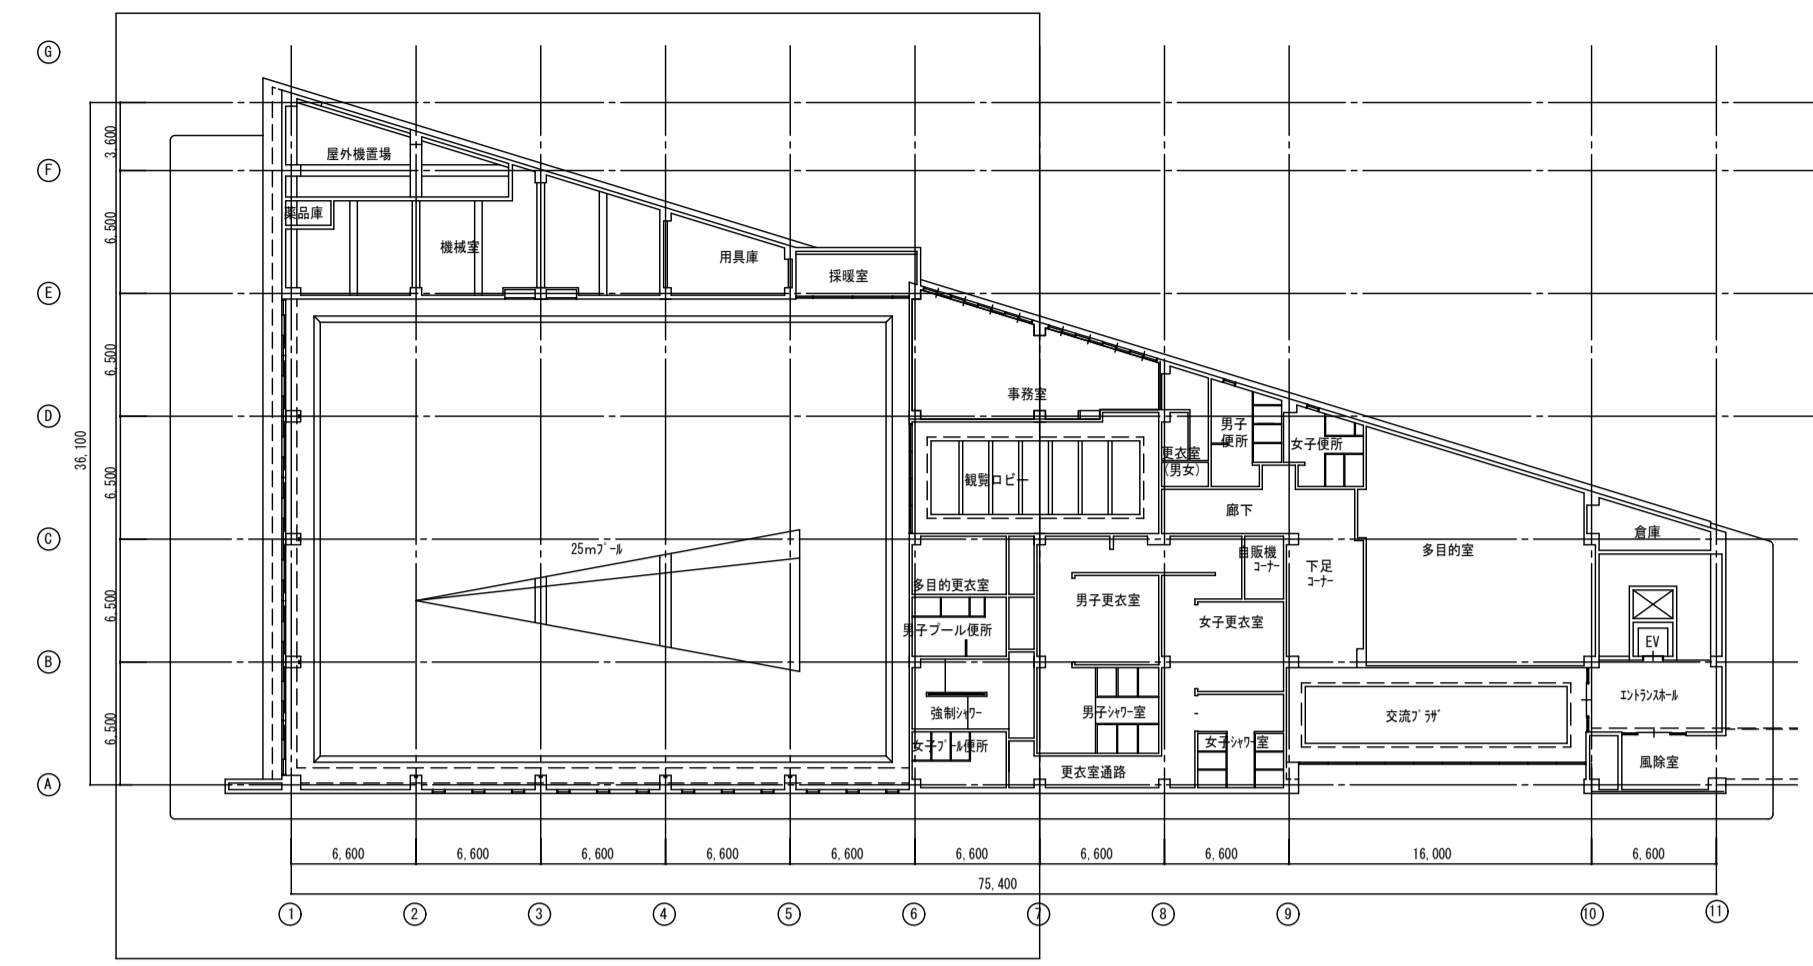 G
F
E
D
C
B
A
3,600
6,500
6,500
6,500
6,500
6,500
36,100
屋外機置場
薬品庫
機械室
用具庫
採暖室
事務室
男子
便所
女子便所
更衣室
(男女)
観覧ロビー
廊下
倉庫
25mプール
自販機
コーナー
下足
コーナー
多目的室
多目的更衣室
男子更衣室
男子プール便所
女子更衣室
EV
エントランスホール
強制シャワー
男子シャワー室
交流プラザ
女子プール便所
女子シャワー室
更衣室通路
風除室
6,600
6,600
6,600
6,600
6,600
6,600
6,600
6,600
16,000
6,600
75,400
1
2
3
4
5
6
7
8
9
10
11